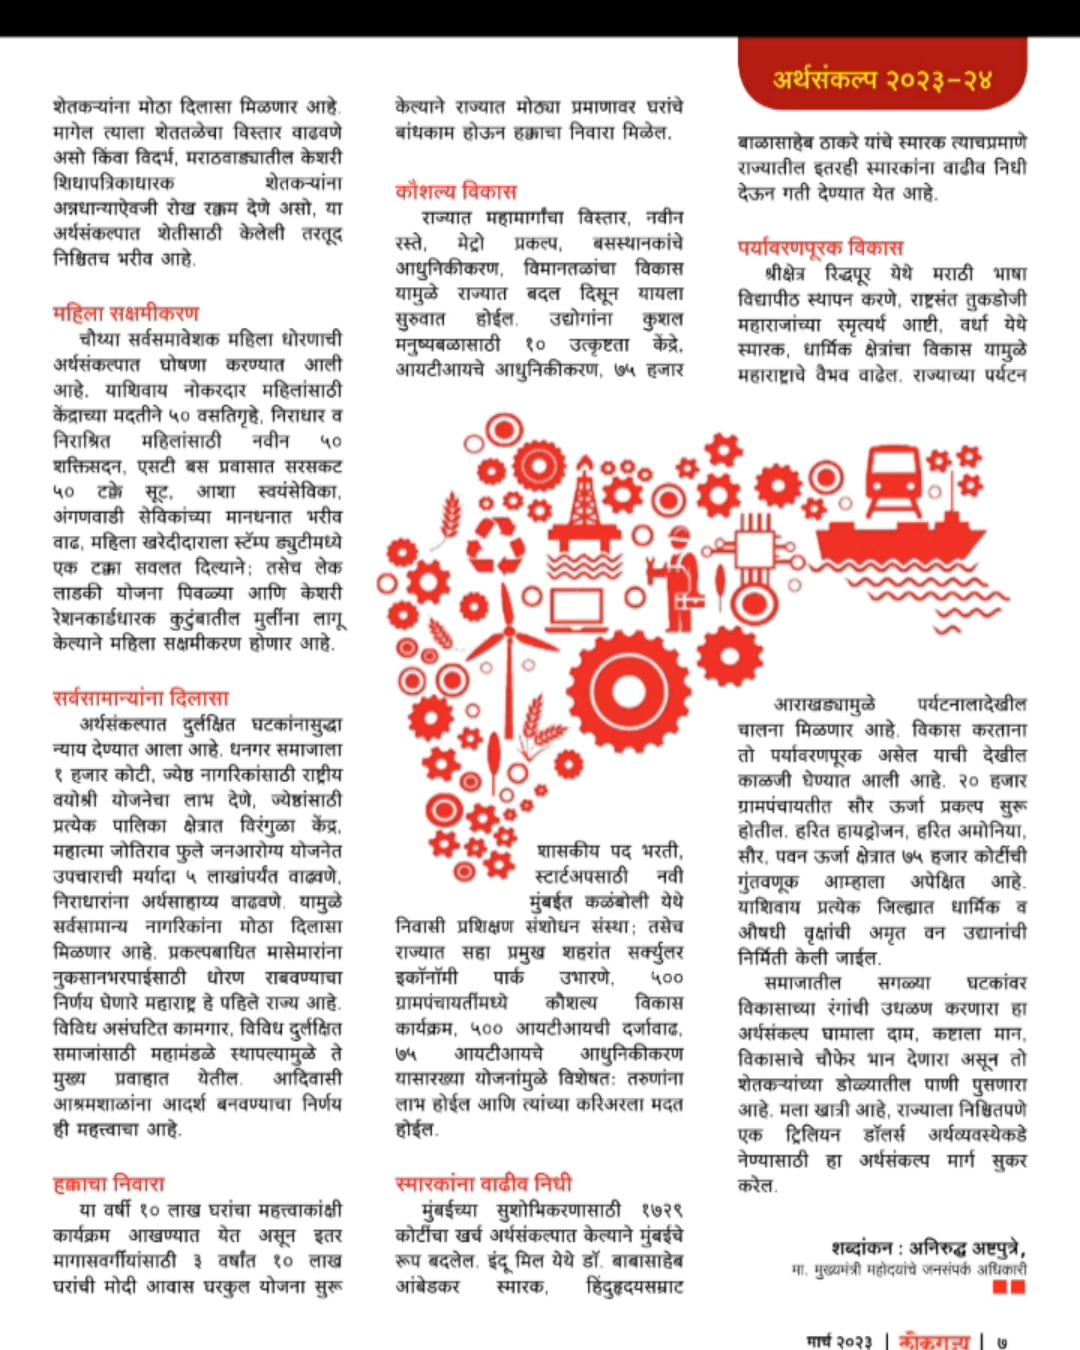 अर्थसंकल्प २०२३-२४
शेतकऱ्यांना मोठा दिलासा मिळणार आहे.
मागेल त्याला शेततळेचा विस्तार वाढवणे
असो किंवा विदर्भ, मराठवाड्यातील केशरी
शिधापत्रिकाधारक शेतकऱ्यांना
अन्नधान्याऐवजी रोख रक्कम देणे असो, या
अर्थसंकल्पात शेतीसाठी केलेली तरतूद
निश्चितच भरीव आहे.
महिला सक्षमीकरण
चौथ्या सर्वसमावेशक महिला धोरणाची
अर्थसंकल्पात घोषणा करण्यात आली
आहे. याशिवाय नोकरदार महिलांसाठी
केंद्राच्या मदतीने ५० वसतिगृहे, निराधार व
निराश्रित महिलांसाठी नवीन ५०
शक्तिसदन, एसटी बस प्रवासात सरसकट
५० टक्के सूट, आशा स्वयंसेविका,
अंगणवाडी सेविकांच्या मानधनात भरीव
वाढ, महिला खरेदीदाराला स्टॅम्प ड्युटीमध्ये
एक टक्का सवलत दिल्याने; तसेच लेक
लाडकी योजना पिवळ्या आणि केशरी
रेशनकार्डधारक कुटुंबातील मुलींना लागू
केल्याने महिला सक्षमीकरण होणार आहे.
सर्वसामान्यांना दिलासा
अर्थसंकल्पात दुर्लक्षित घटकांनासुद्धा
न्याय देण्यात आला आहे. धनगर समाजाला
१ हजार कोटी, ज्येष्ठ नागरिकांसाठी राष्ट्रीय
वयोश्री योजनेचा लाभ देणे, ज्येष्ठांसाठी
प्रत्येक पालिका क्षेत्रात विरंगुळा केंद्र,
महात्मा जोतिराव फुले जनआरोग्य योजनेत
उपचाराची मर्यादा ५ लाखांपर्यंत वाढवणे,
निराधारांना अर्थसाहाय्य वाढवणे. यामुळे
सर्वसामान्य नागरिकांना मोठा दिलासा
मिळणार आहे. प्रकल्पबाधित मासेमारांना
नुकसानभरपाईसाठी धोरण राबवण्याचा
निर्णय घेणारे महाराष्ट्र हे पहिले राज्य आहे.
विविध असंघटित कामगार, विविध दुर्लक्षित
समाजांसाठी महामंडळे स्थापल्यामुळे ते
मुख्य प्रवाहात येतील. आदिवासी
आश्रमशाळांना आदर्श बनवण्याचा निर्णय
ही महत्त्वाचा आहे.
हक्काचा निवारा
या वर्षी १० लाख घरांचा महत्त्वाकांक्षी
कार्यक्रम आखण्यात येत असून इतर
मागासवर्गीयांसाठी ३ वर्षांत १० लाख
घरांची मोदी आवास घरकुल योजना सुरू
केल्याने राज्यात मोठ्या प्रमाणावर घरांचे
बांधकाम होऊन हक्काचा निवारा मिळेल.
कौशल्य विकास
राज्यात महामार्गांचा विस्तार, नवीन
रस्ते, मेट्रो प्रकल्प, बसस्थानकांचे
आधुनिकीकरण, विमानतळांचा विकास
यामुळे राज्यात बदल दिसून यायला
सुरुवात होईल. उद्योगांना कुशल
मनुष्यबळासाठी १० उत्कृष्टता केंद्रे,
आयटीआयचे आधुनिकीकरण, ७५ हजार
शासकीय पद भरती,
स्टार्टअपसाठी नवी
मुंबईत कळंबोली येथे
निवासी प्रशिक्षण संशोधन संस्था; तसेच
राज्यात सहा प्रमुख शहरांत सर्क्युलर
इकॉनॉमी पार्क उभारणे, ५००
ग्रामपंचायतींमध्ये कौशल्य विकास
कार्यक्रम, ५०० आयटीआयची दर्जावाढ,
७५ आयटीआयचे आधुनिकीकरण
यासारख्या योजनांमुळे विशेषतः तरुणांना
लाभ होईल आणि त्यांच्या करिअरला मदत
होईल.
स्मारकांना वाढीव निधी
मुंबईच्या सुशोभिकरणासाठी १७२९
कोटींचा खर्च अर्थसंकल्पात केल्याने मुंबईचे
रूप बदलेल. इंदू मिल येथे डॉ. बाबासाहेब
आंबेडकर स्मारक, हिंदुहृदयसम्राट
बाळासाहेब ठाकरे यांचे स्मारक त्याचप्रमाणे
राज्यातील इतरही स्मारकांना वाढीव निधी
देऊन गती देण्यात येत आहे.
पर्यावरणपूरक विकास
श्रीक्षेत्र रिद्धपूर येथे मराठी भाषा
विद्यापीठ स्थापन करणे, राष्ट्रसंत तुकडोजी
महाराजांच्या स्मृत्यर्थ आष्टी, वर्धा येथे
स्मारक, धार्मिक क्षेत्रांचा विकास यामुळे
महाराष्ट्राचे वैभव वाढेल. राज्याच्या पर्यटन
आराखड्यामुळे पर्यटनालादेखील
चालना मिळणार आहे. विकास करताना
तो पर्यावरणपूरक असेल याची देखील
काळजी घेण्यात आली आहे. २० हजार
ग्रामपंचायतीत सौर ऊर्जा प्रकल्प सुरू
होतील. हरित हायड्रोजन, हरित अमोनिया,
सौर, पवन ऊर्जा क्षेत्रात ७५ हजार कोटींची
गुंतवणूक आम्हाला अपेक्षित आहे.
याशिवाय प्रत्येक जिल्ह्यात धार्मिक व
औषधी वृक्षांची अमृत वन उद्यानांची
निर्मिती केली जाईल.
समाजातील सगळ्या घटकांवर
विकासाच्या रंगांची उधळण करणारा हा
अर्थसंकल्प घामाला दाम, कष्टाला मान,
विकासाचे चौफेर भान देणारा असून तो
शेतकऱ्यांच्या डोळ्यातील पाणी पुसणारा
आहे. मला खात्री आहे, राज्याला निश्चितपणे
एक ट्रिलियन डॉलर्स अर्थव्यवस्थेकडे
नेण्यासाठी हा अर्थसंकल्प मार्ग सुकर
करेल.
शब्दांकन : अनिरुद्ध अष्टपुत्रे,
मा. मुख्यमंत्री महोदयांचे जनसंपर्क अधिकारी
मार्च २०२३ | लोकराज्य | ७